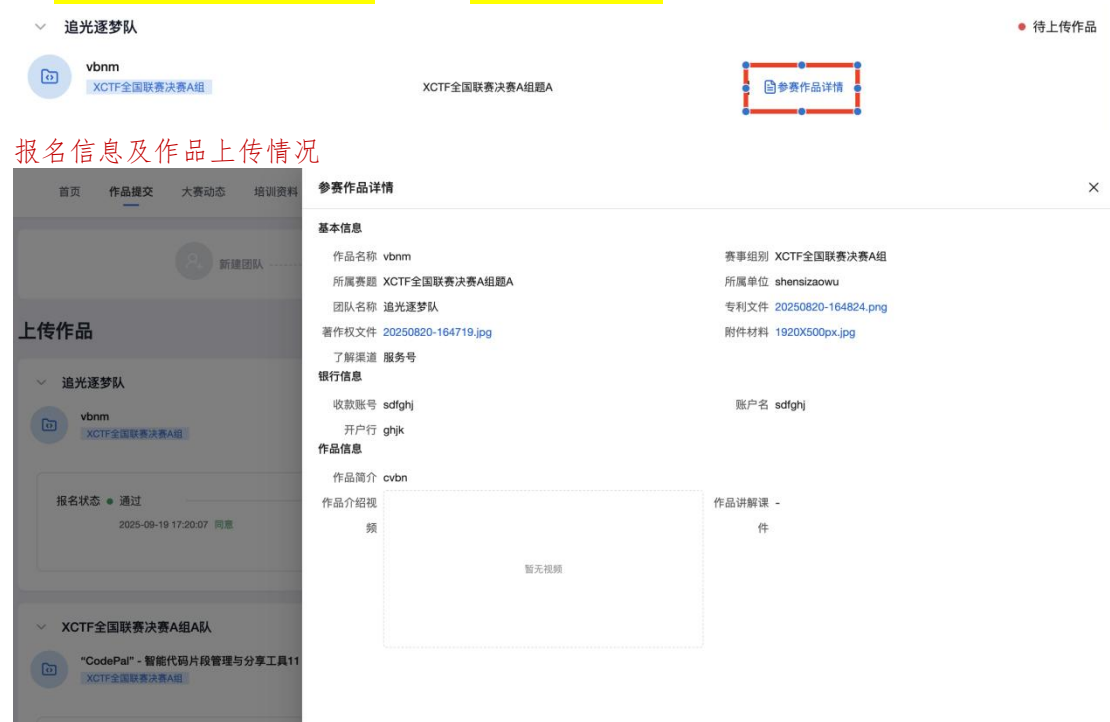 追光逐梦队
待上传作品
vbnm
XCTF全国联赛决赛A组
XCTF全国联赛决赛A组题A
参赛作品详情
报名信息及作品上传情况
首页 作品提交 大赛动态 培训资料
新建团队
上传作品
追光逐梦队
vbnm
XCTF全国联赛决赛A组
报名状态 通过
2025-09-19 17:20:07 同意
XCTF全国联赛决赛A组A队
“CodePal” - 智能代码片段管理与分享工具11
XCTF全国联赛决赛A组
参赛作品详情
基本信息
作品名称 vbnm 赛事组别 XCTF全国联赛决赛A组
所属赛题 XCTF全国联赛决赛A组题A 所属单位 shensizaowu
团队名称 追光逐梦队 专利文件 20250820-164824.png
著作权文件 20250820-164719.jpg 附件材料 1920X500px.jpg
了解渠道 服务号
银行信息
收款账号 sdfghj 账户名 sdfghj
开户行 ghjk
作品信息
作品简介 cvbn
作品介绍视 作品讲解课 -
频 件
暂无视频